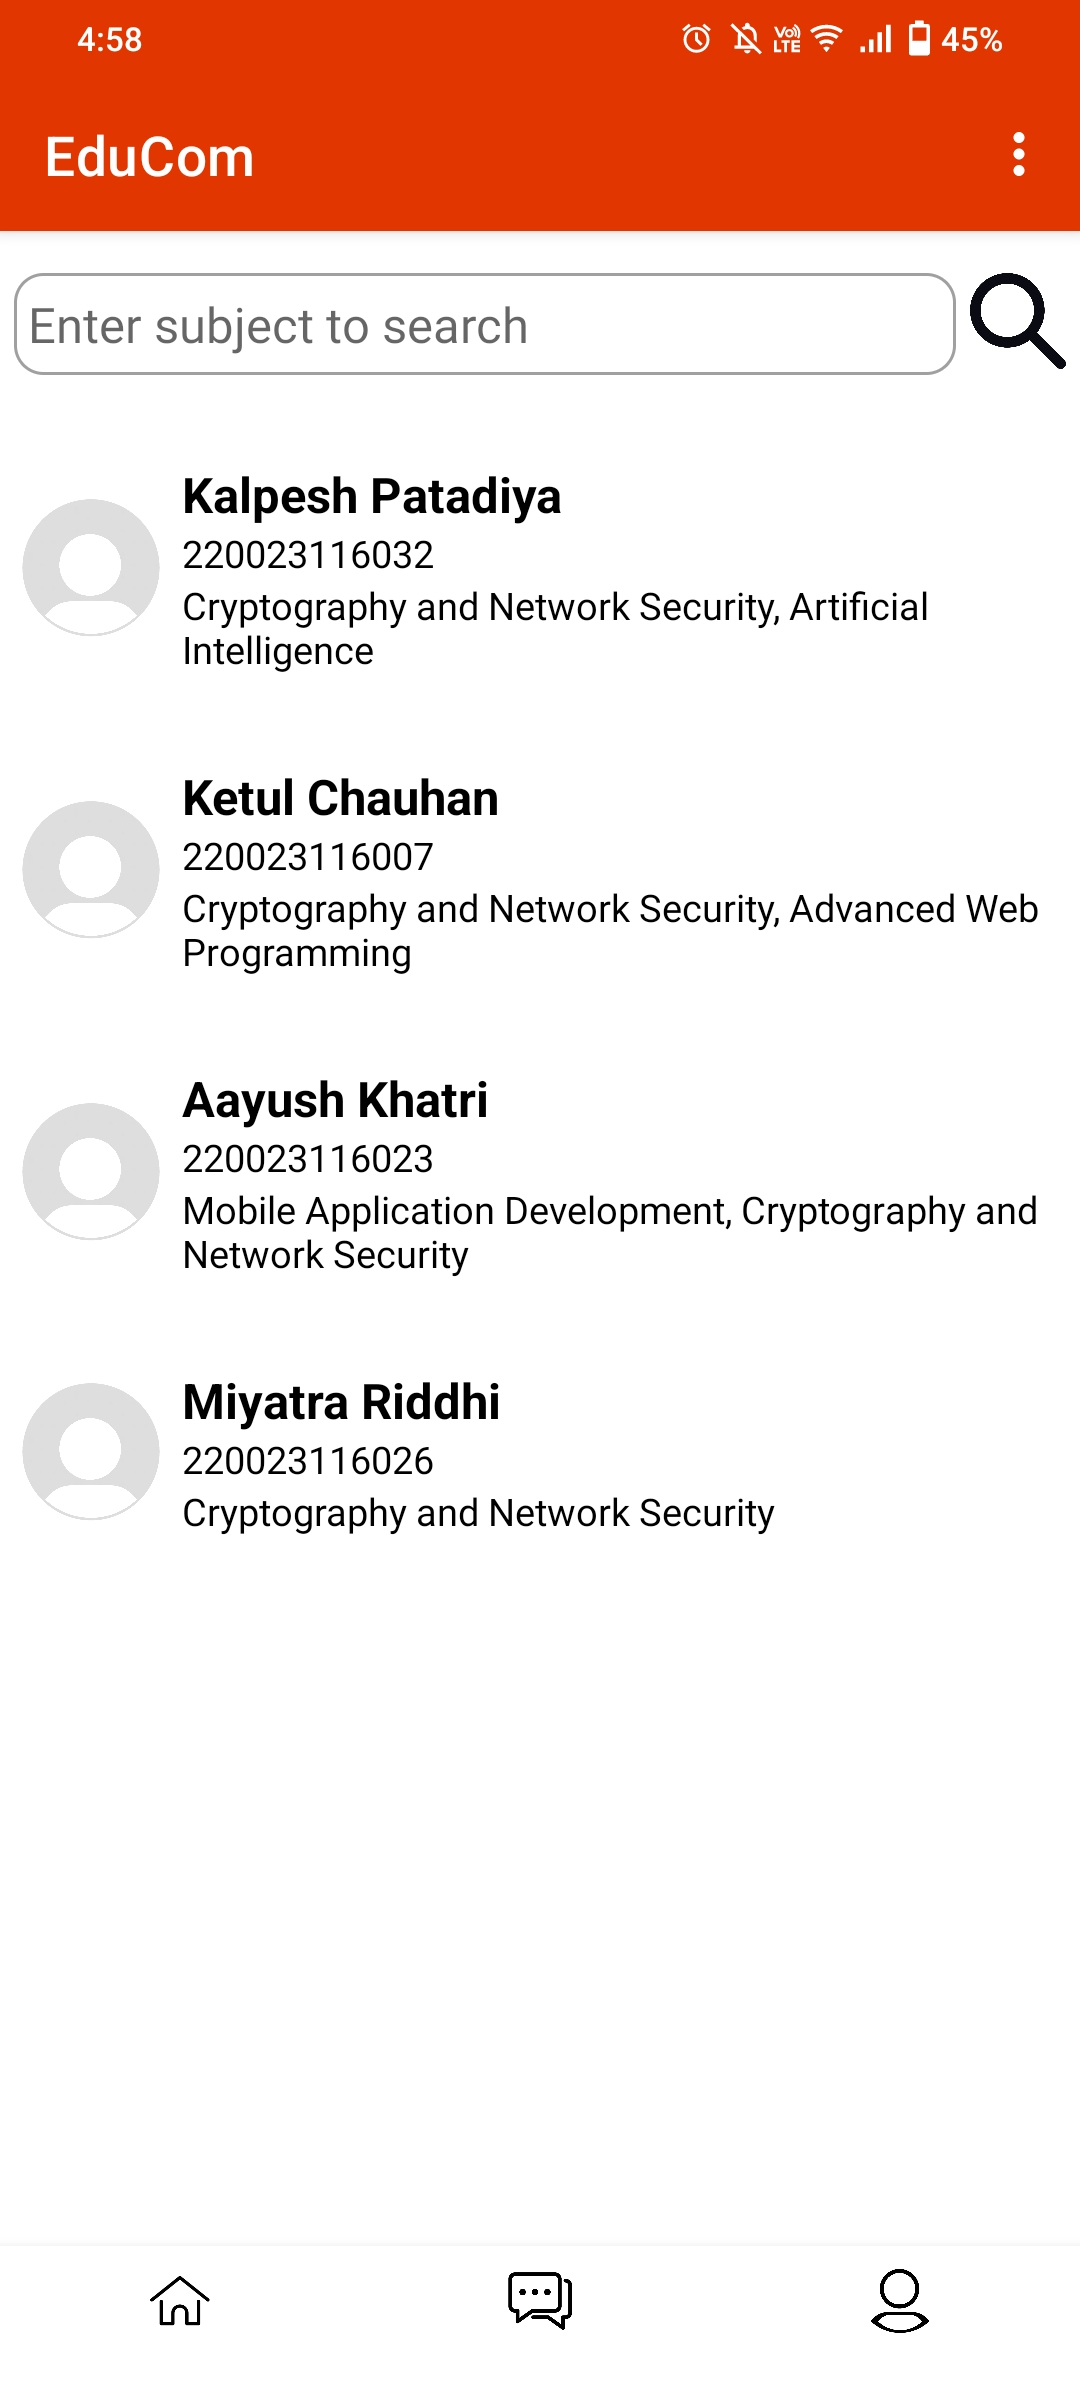 4:58
Vo)) LTE 45%
EduCom
Enter subject to search
Kalpesh Patadiya
220023116032
Cryptography and Network Security, Artificial
Intelligence
Ketul Chauhan
220023116007
Cryptography and Network Security, Advanced Web
Programming
Aayush Khatri
220023116023
Mobile Application Development, Cryptography and
Network Security
Miyatra Riddhi
220023116026
Cryptography and Network Security